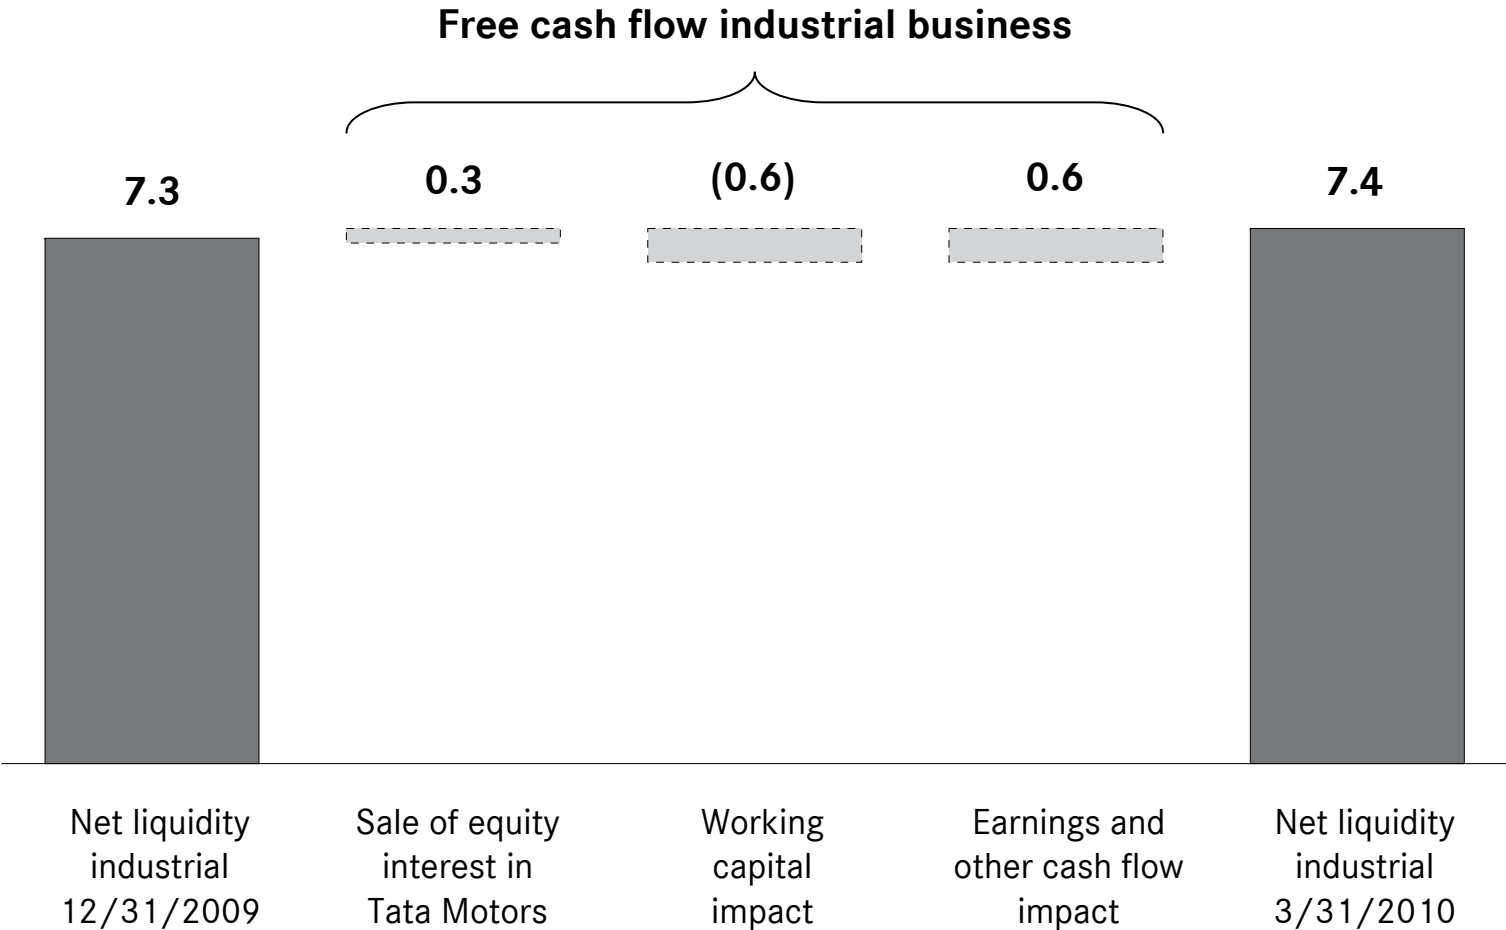 Free cash flow industrial business
7.3
0.3
(0.6)
0.6
7.4
Net liquidity
industrial
12/31/2009
Sale of equity
interest in
Tata Motors
Working
capital
impact
Earnings and
other cash flow
impact
Net liquidity
industrial
3/31/2010